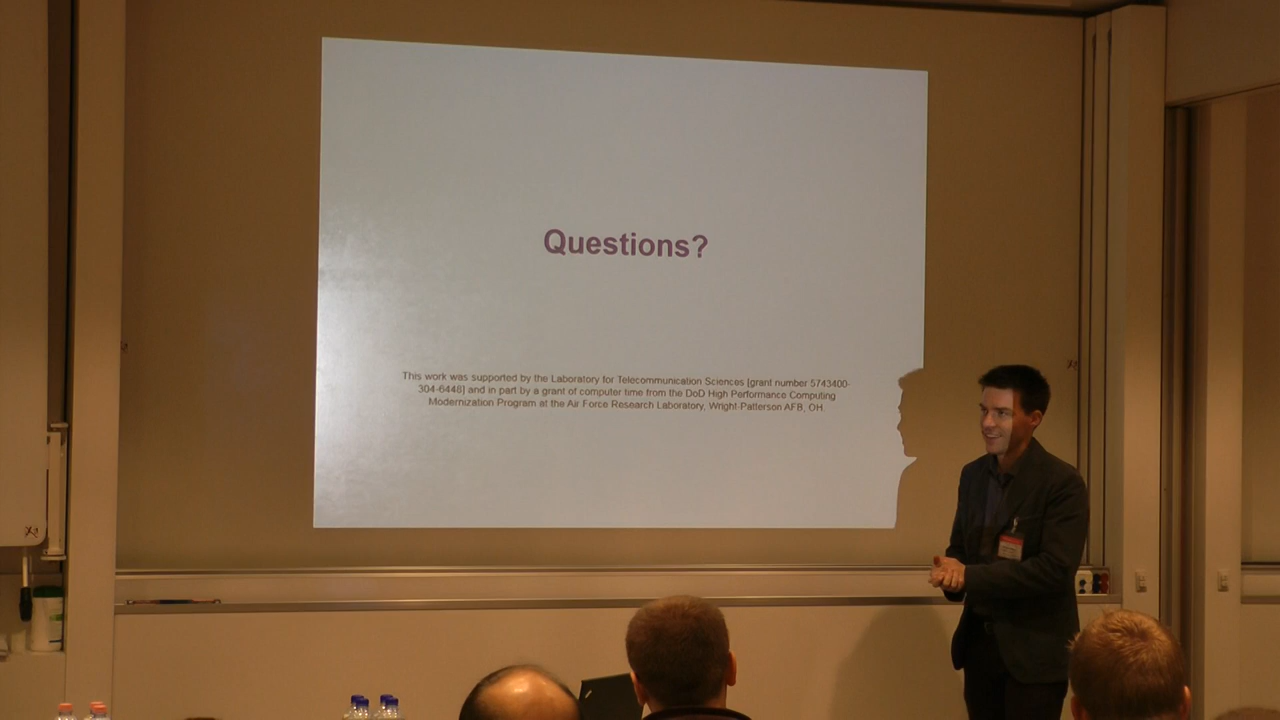 Questions?
This work was supported by the Laboratory for Telecommunication Sciences [grant number 5743400-
304-6448] and in part by a grant of computer time from the DoD High Performance Computing
Modernization Program at the Air Force Research Laboratory, Wright-Patterson AFB, OH.